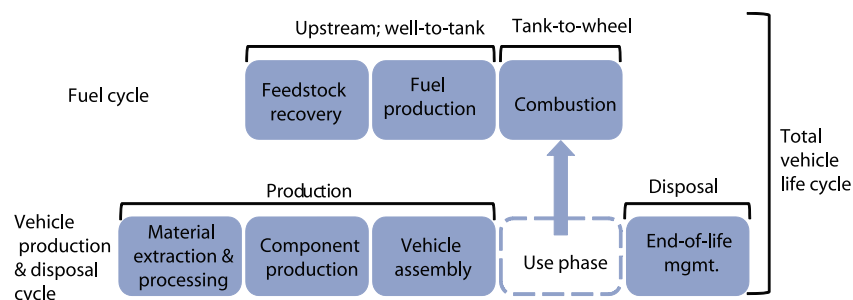 Upstream; well-to-tank
Tank-to-wheel
Fuel cycle
Feedstock
recovery
Fuel
production
Combustion
Total
vehicle
life cycle
Production
Disposal
Vehicle
production
& disposal
cycle
Material
extraction &
processing
Component
production
Vehicle
assembly
Use phase
End-of-life
mgmt.